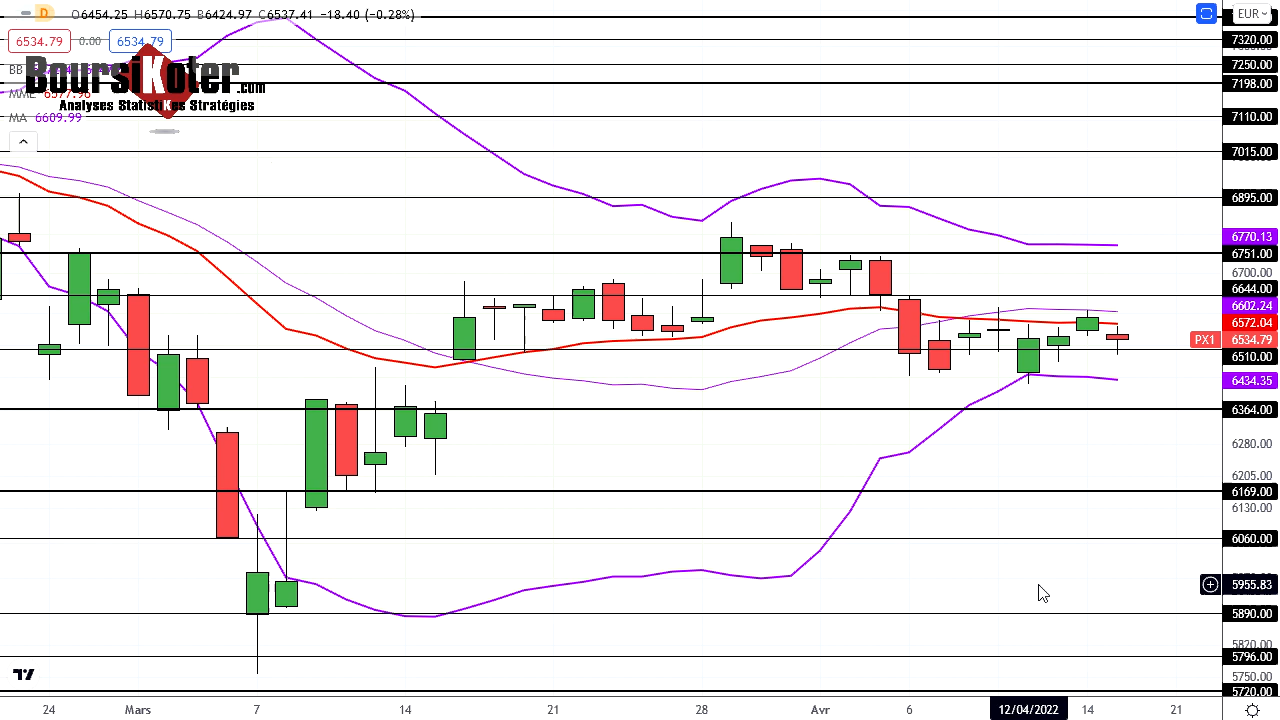 D O6454.25 H6570.75 B6424.97 C6537.41 −18.40 (−0.28%)
6534.79 0.00 6534.79
BB
BoursiKoter.com
MME 6577.96
Analyses StatistiKes Stratégies
MA 6609.99
EUR
7320.00
7250.00
7198.00
7110.00
7015.00
6895.00
6770.13
6751.00
6700.00
6644.00
6602.24
6572.04
PX1 6534.79
6510.00
6434.35
6364.00
6280.00
6205.00
6169.00
6130.00
6060.00
5955.83
5890.00
5820.00
5796.00
5750.00
5720.00
24 Mars 7 14 21 28 Avr 6 12/04/2022 14 21